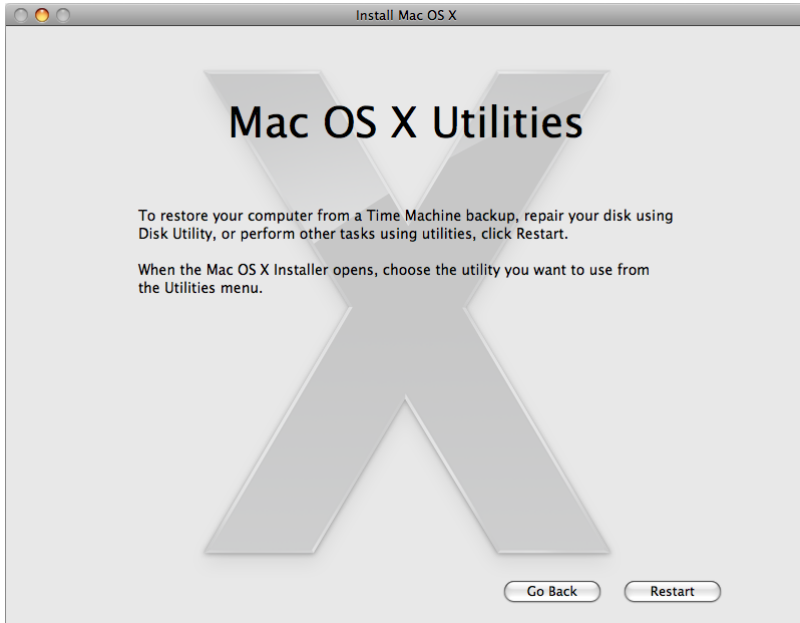 Install Mac OS X
Mac OS X Utilities
To restore your computer from a Time Machine backup, repair your disk using
Disk Utility, or perform other tasks using utilities, click Restart.
When the Mac OS X Installer opens, choose the utility you want to use from
the Utilities menu.
Go Back
Restart